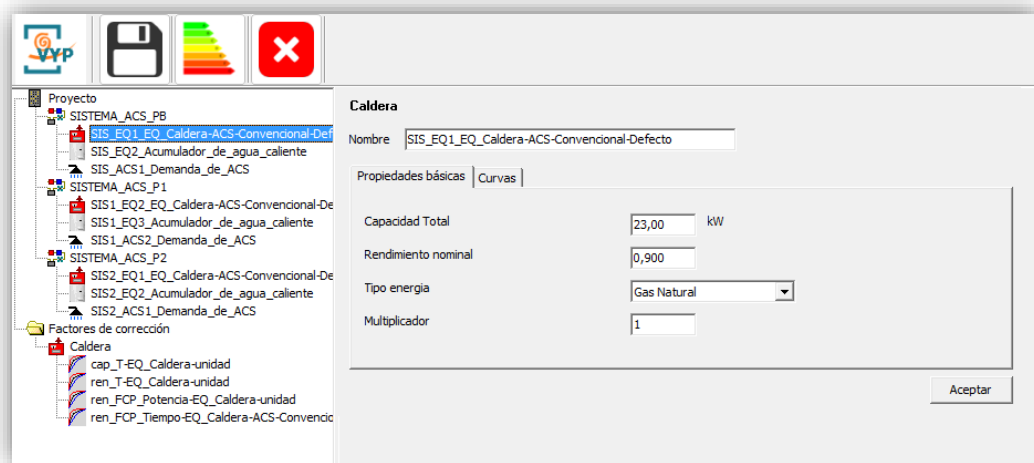 VYP
Proyecto
SISTEMA_ACS_PB
SIS_EQ1_EQ_Caldera-ACS-Convencional-Def
SIS_EQ2_Acumulador_de_agua_caliente
SIS_ACS1_Demanda_de_ACS
SISTEMA_ACS_P1
SIS1_EQ2_EQ_Caldera-ACS-Convencional-De
SIS1_EQ3_Acumulador_de_agua_caliente
SIS1_ACS2_Demanda_de_ACS
SISTEMA_ACS_P2
SIS2_EQ1_EQ_Caldera-ACS-Convencional-De
SIS2_EQ2_Acumulador_de_agua_caliente
SIS2_ACS1_Demanda_de_ACS
Factores de corrección
Caldera
cap_T-EQ_Caldera-unidad
ren_T-EQ_Caldera-unidad
ren_FCP_Potencia-EQ_Caldera-unidad
ren_FCP_Tiempo-EQ_Caldera-ACS-Convencio
Caldera
Nombre SIS_EQ1_EQ_Caldera-ACS-Convencional-Defecto
Propiedades básicas Curvas
Capacidad Total 23,00 kW
Rendimiento nominal 0,900
Tipo energia Gas Natural
Multiplicador 1
Aceptar